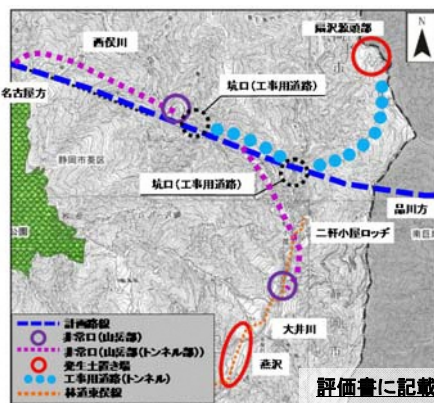 西俣川
扇沢源頭部
N
坑口(工事用道路)
名古屋方
静岡市葵区
坑口(工事用道路)
品川方
公園
二軒小屋ロッヂ
大井川
燕沢
計画路線
非常口(山岳部)
非常口(山岳部(トンネル部))
発生土置き場
工事用道路(トンネル)
林道東俣線
評価書に記載